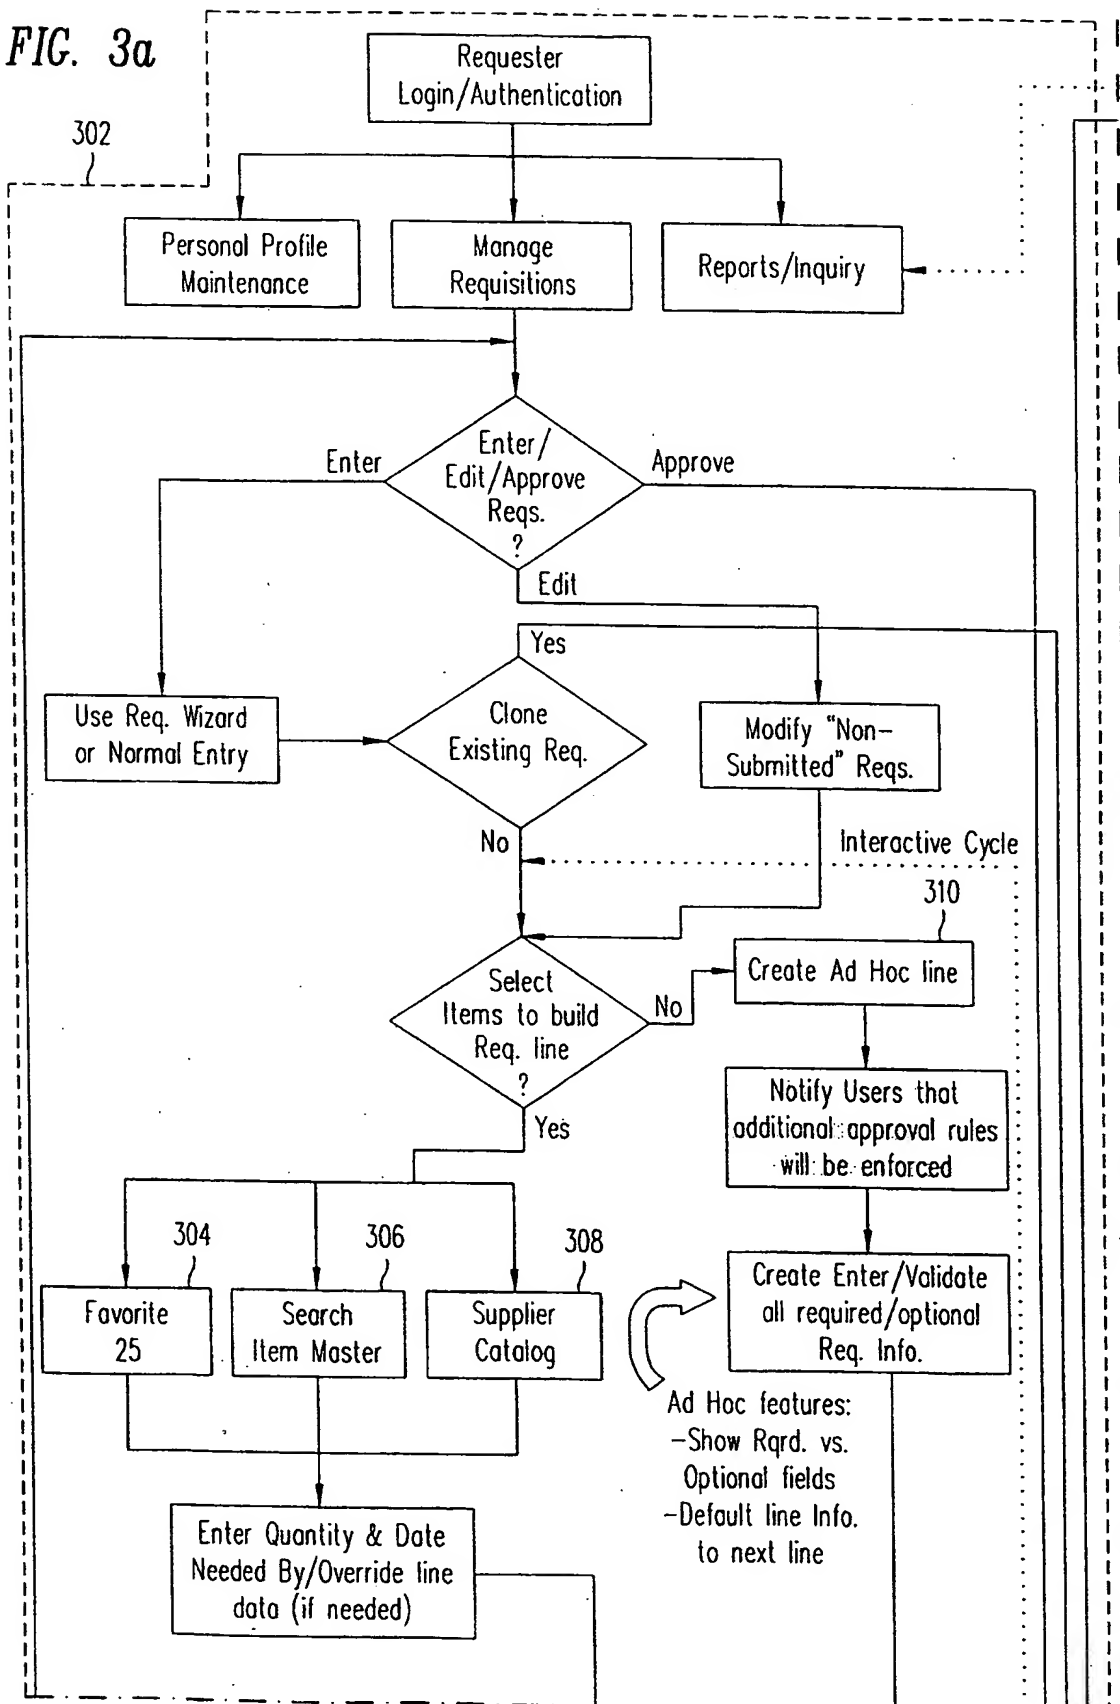 FIG. 3a
Requester
Login/Authentication
302
Personal Profile
Maintenance
Manage
Requisitions
Reports/Inquiry
Enter/
Edit/Approve
Reqs.
?
Enter
Approve
Edit
Yes
Use Req. Wizard
or Normal Entry
Clone
Existing Req.
Modify "Non-
Submitted" Reqs.
No
Interactive Cycle
310
Select
Items to build
Req. line
?
No
Create Ad Hoc line
Yes
Notify Users that
additional approval rules
will be enforced
304
306
308
Favorite
25
Search
Item Master
Supplier
Catalog
Create Enter/Validate
all required/optional
Req. Info.
Ad Hoc features:
-Show Rqrd. vs.
Optional fields
-Default line Info.
to next line
Enter Quantity & Date
Needed By/Override line
data (if needed)